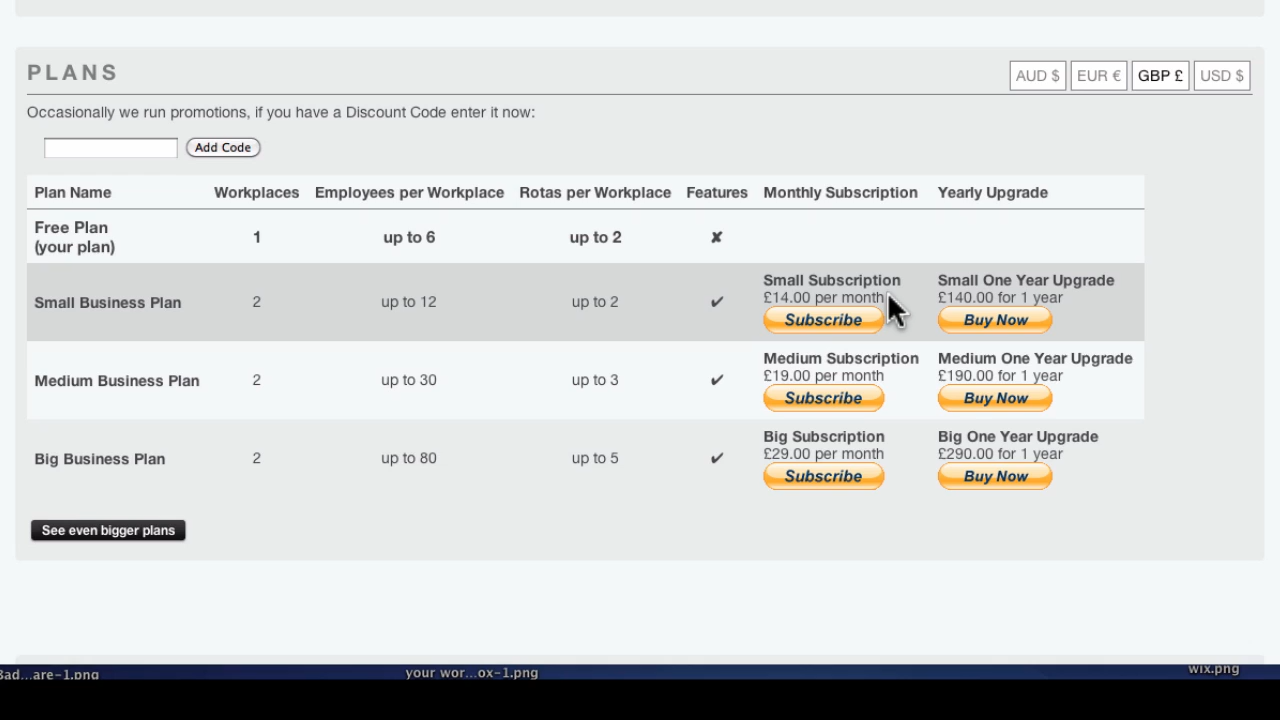 PLANS
AUD $ EUR € GBP £ USD $
Occasionally we run promotions, if you have a Discount Code enter it now:
Add Code
Plan Name Workplaces Employees per Workplace Rotas per Workplace Features Monthly Subscription Yearly Upgrade
Free Plan
(your plan) 1 up to 6 up to 2 ✘
Small Subscription Small One Year Upgrade
Small Business Plan 2 up to 12 up to 2 ✔ £14.00 per month £140.00 for 1 year
Subscribe Buy Now
Medium Subscription Medium One Year Upgrade
Medium Business Plan 2 up to 30 up to 3 ✔ £19.00 per month £190.00 for 1 year
Subscribe Buy Now
Big Subscription Big One Year Upgrade
Big Business Plan 2 up to 80 up to 5 ✔ £29.00 per month £290.00 for 1 year
Subscribe Buy Now
See even bigger plans
ad...are-1.png your wor...ox-1.png wix.png